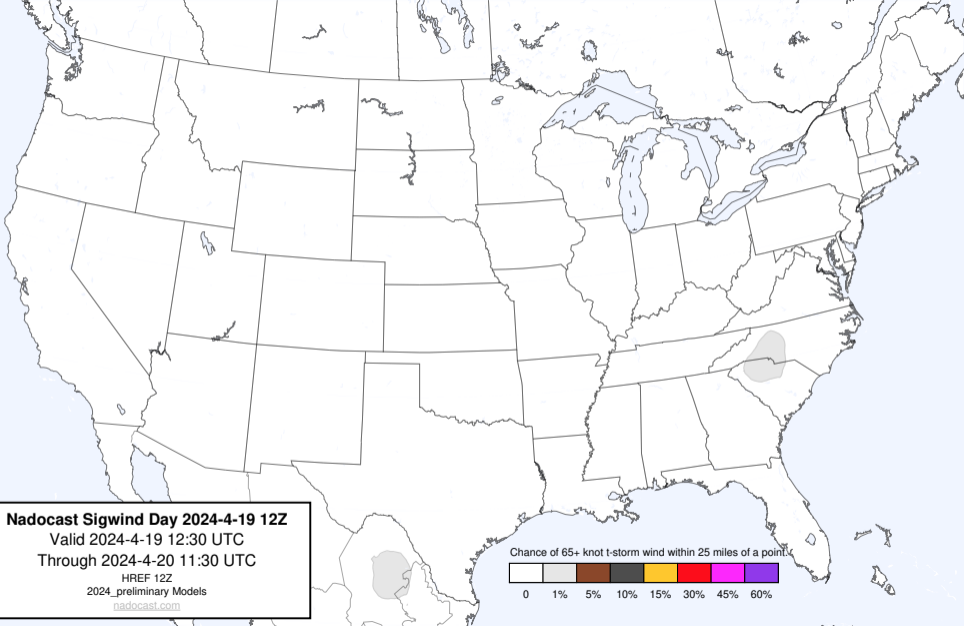 Nadocast Sigwind Day 2024-4-19 12Z
Valid 2024-4-19 12:30 UTC
Through 2024-4-20 11:30 UTC
HREF 12Z
2024_preliminary Models
nadocast.com
Chance of 65+ knot t-storm wind within 25 miles of a point.
0 1% 5% 10% 15% 30% 45% 60%